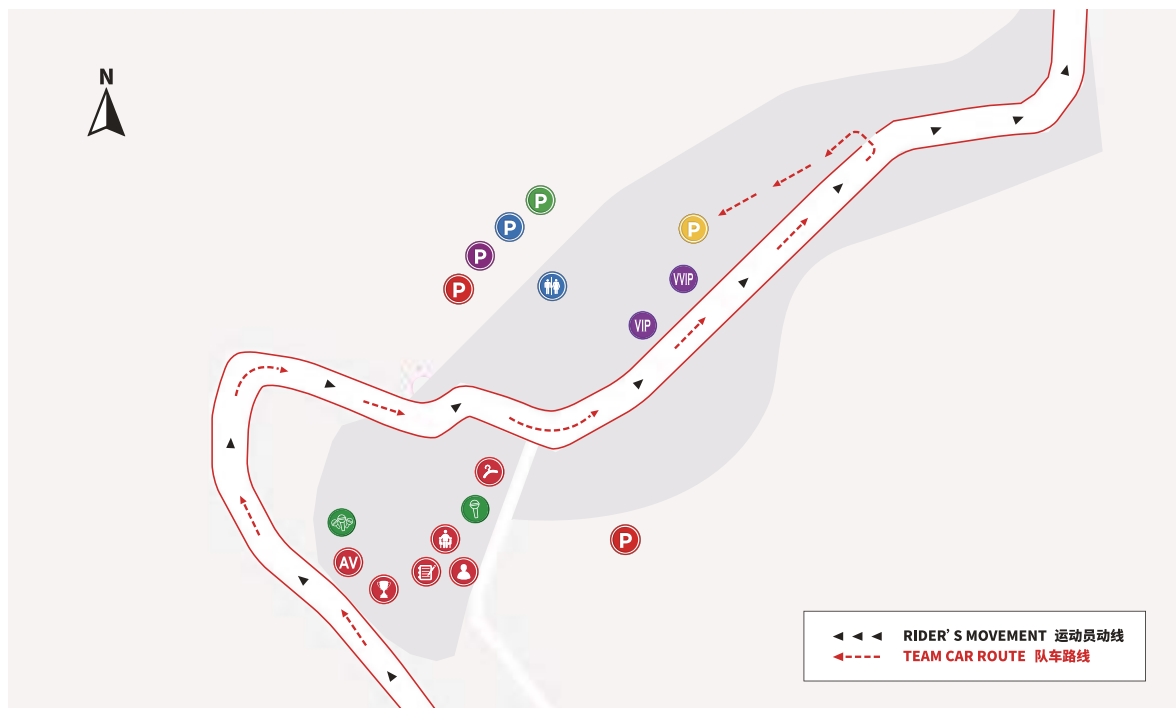 N
P
P
P
P
P
VVIP
VIP
AV
P
RIDER'S MOVEMENT 运动员动线
TEAM CAR ROUTE 队车路线